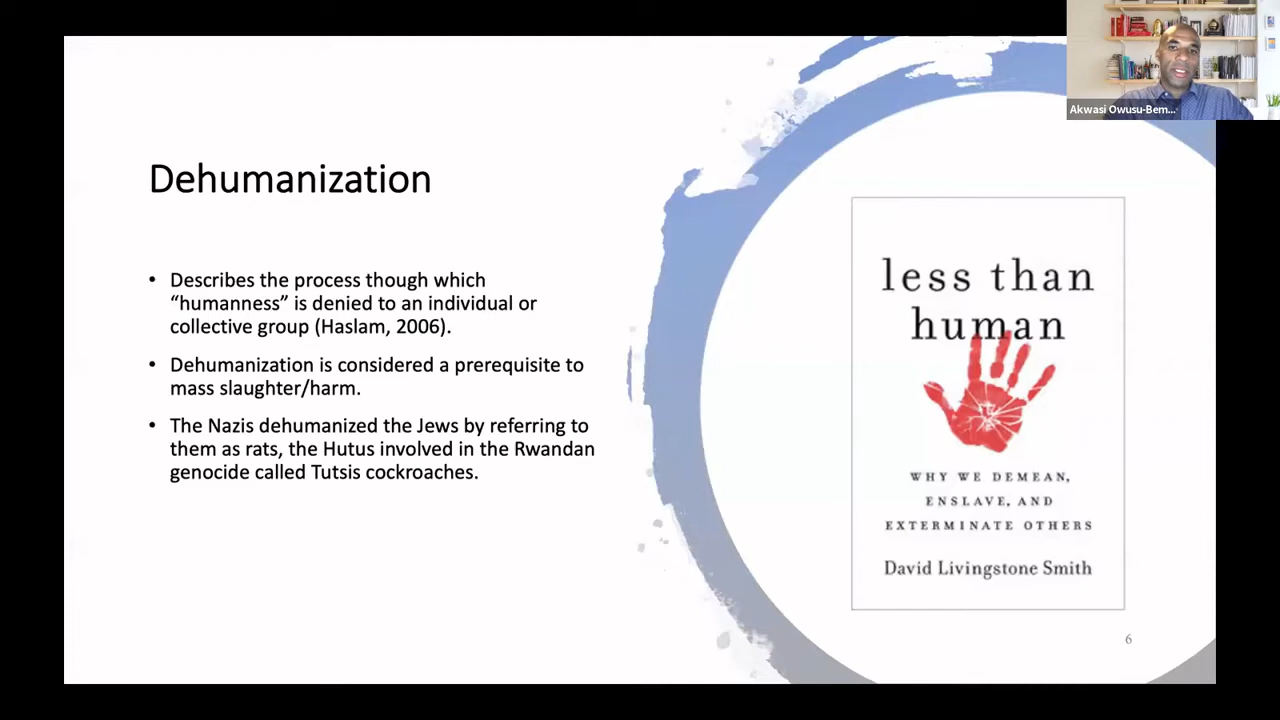 Akwasi Owusu-Bem...
Dehumanization
• Describes the process though which
“humanness” is denied to an individual or
collective group (Haslam, 2006).
• Dehumanization is considered a prerequisite to
mass slaughter/harm.
• The Nazis dehumanized the Jews by referring to
them as rats, the Hutus involved in the Rwandan
genocide called Tutsis cockroaches.
less than
human
WHY WE DEMEAN,
ENSLAVE, AND
EXTERMINATE OTHERS
David Livingstone Smith
6